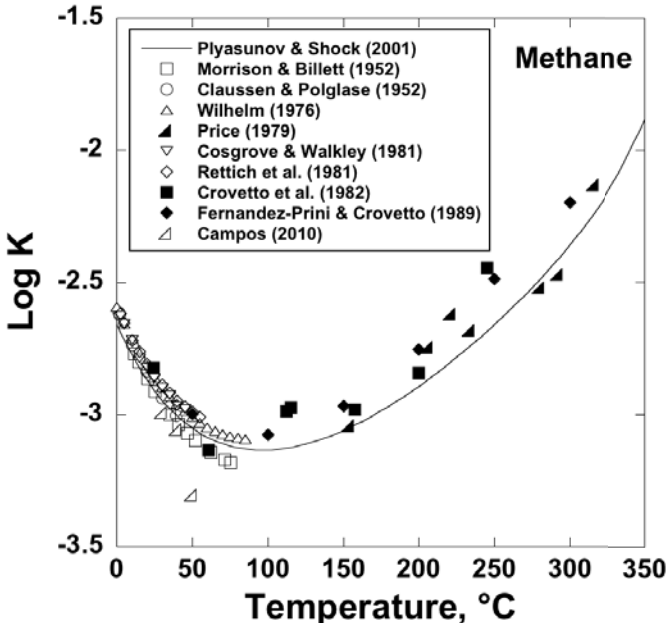 -1.5
Methane
Plyasunov & Shock (2001)
Morrison & Billett (1952)
Claussen & Polglase (1952)
Wilhelm (1976)
Price (1979)
Cosgrove & Walkley (1981)
Rettich et al. (1981)
Crovetto et al. (1982)
Fernandez-Prini & Crovetto (1989)
Campos (2010)
-2
-2.5
-3
-3.5
Log K
0 50 100 150 200 250 300 350
Temperature, °C